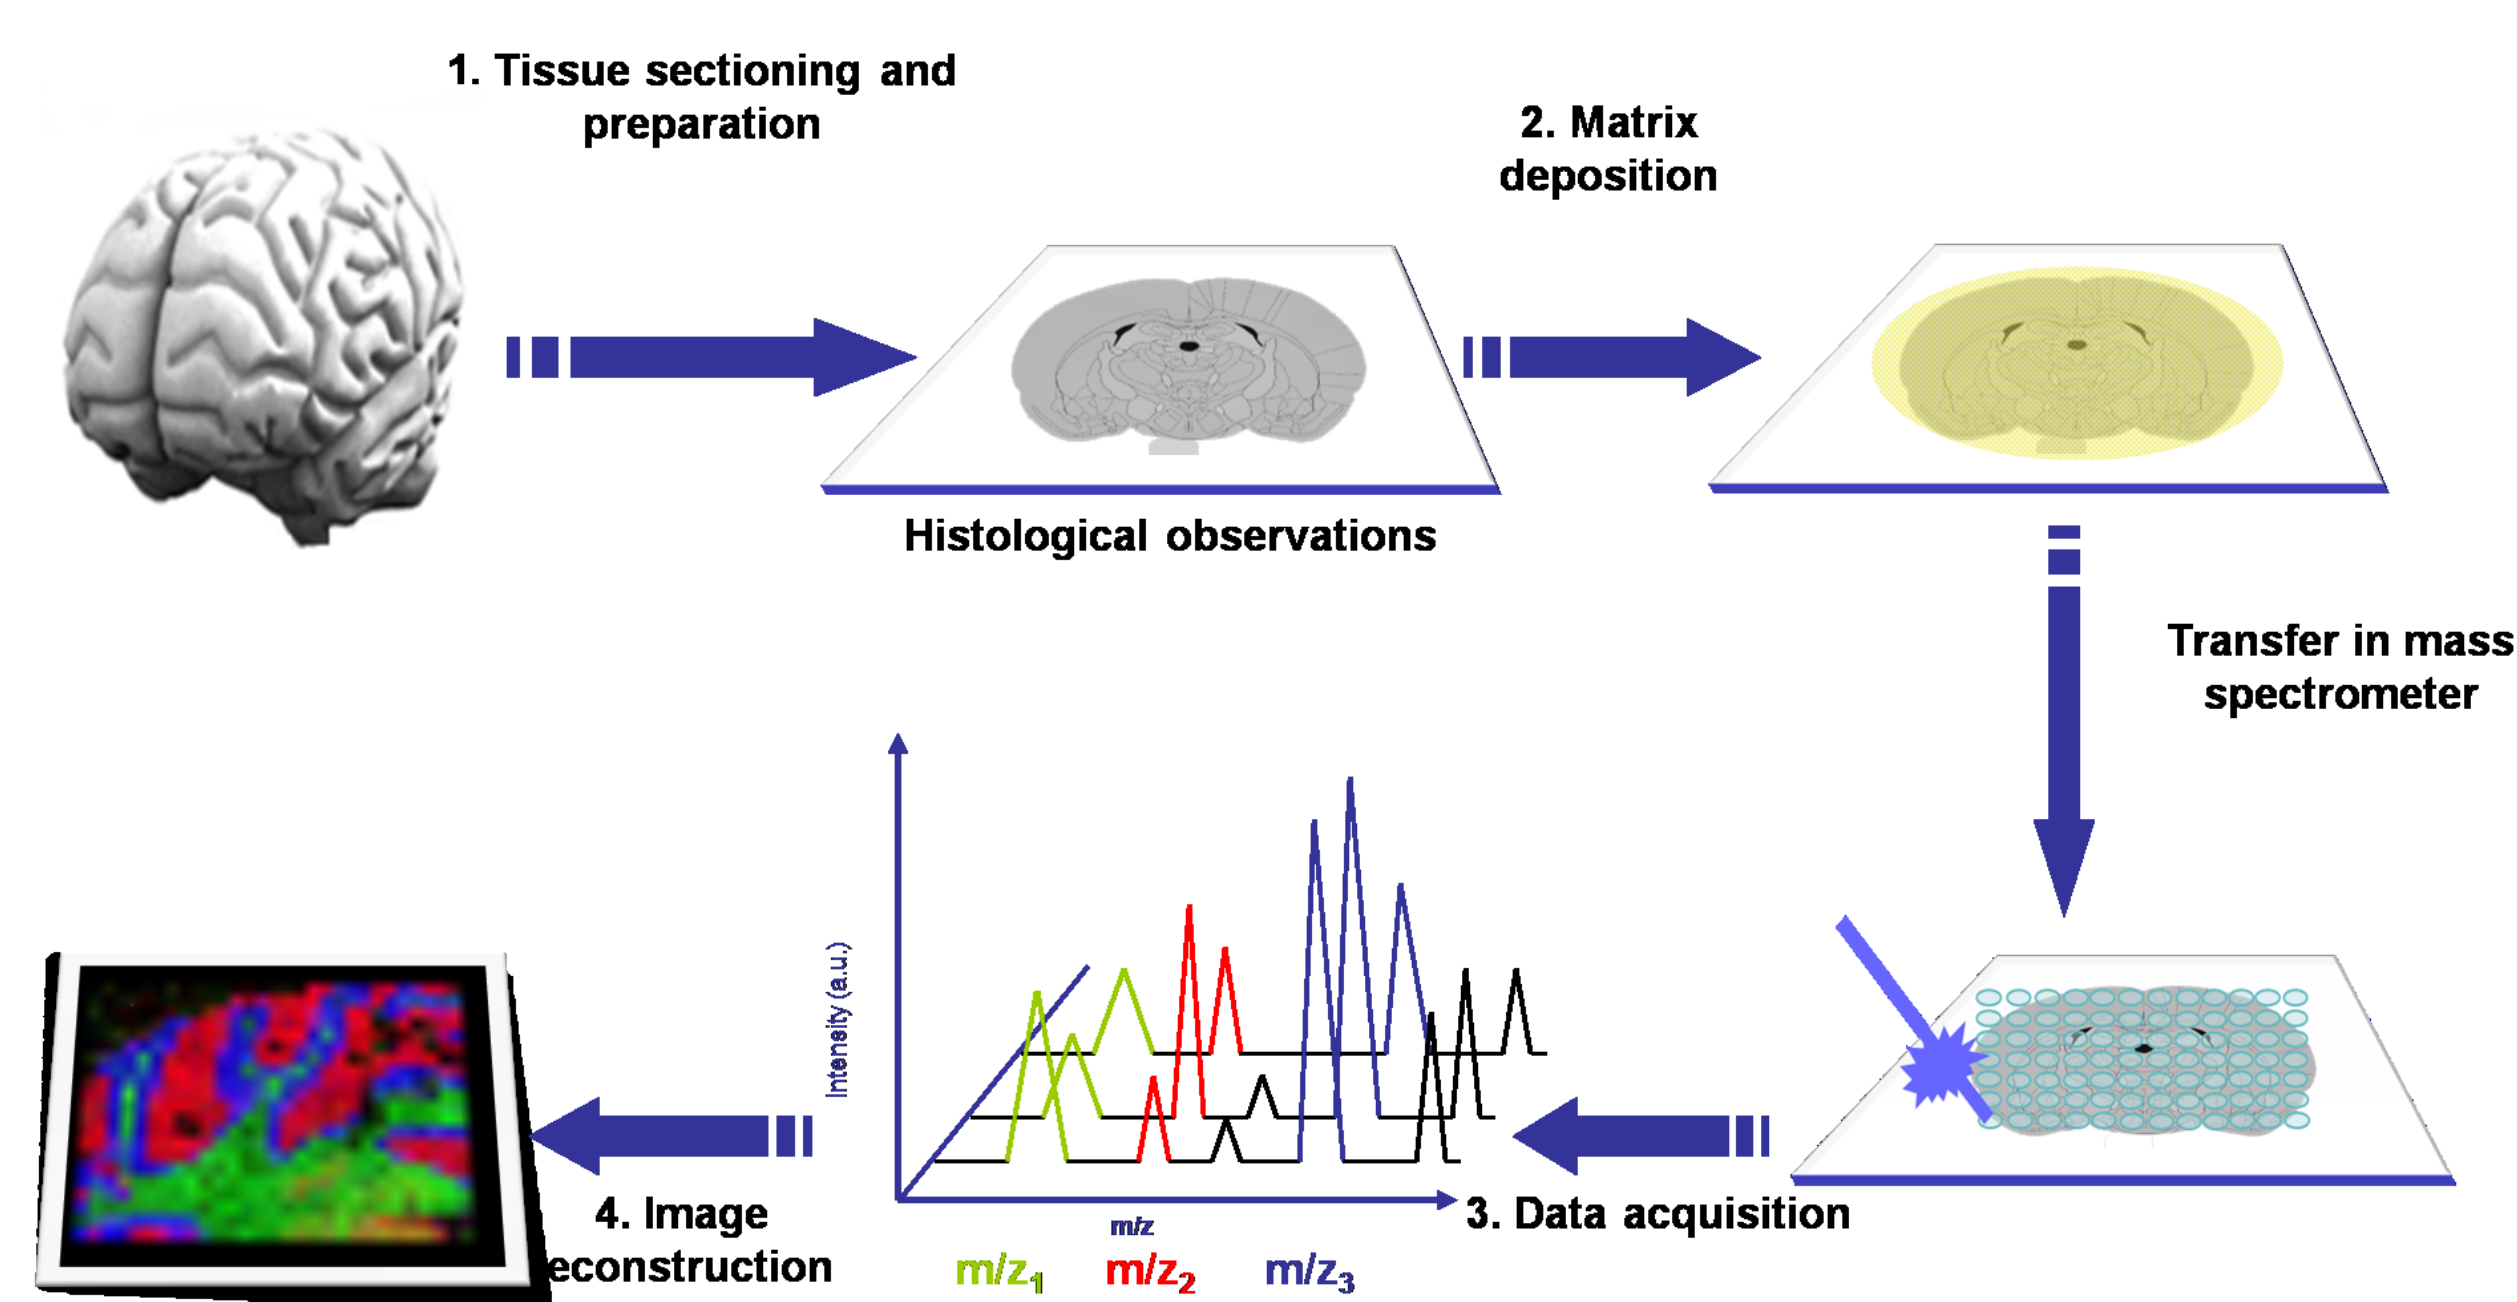 1. Tissue sectioning and
preparation
2. Matrix
deposition
Histological observations
Transfer in mass
spectrometer
Intensity (a.u.)
m/z
m/z1
m/z2
m/z3
3. Data acquisition
4. Image
econstruction